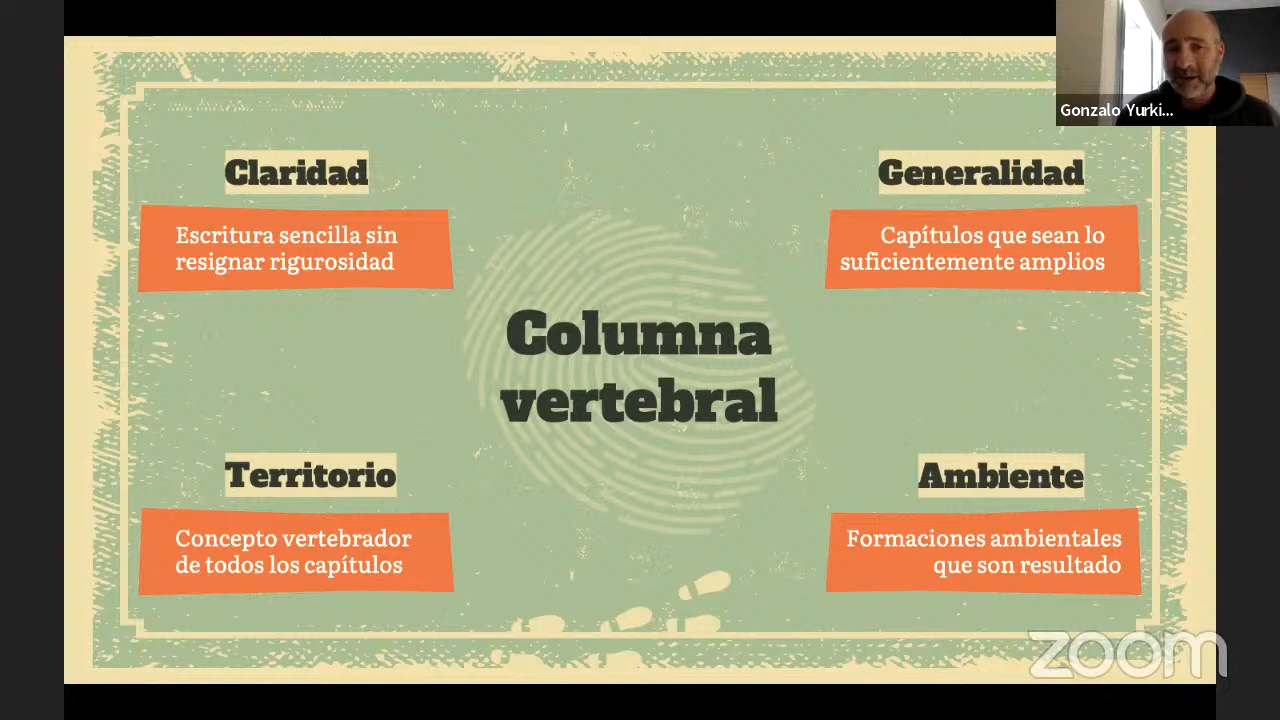 Gonzalo Yurki...
Claridad
Escritura sencilla sin
resignar rigurosidad
Generalidad
Capítulos que sean lo
suficientemente amplios
Columna
vertebral
Territorio
Concepto vertebrador
de todos los capítulos
Ambiente
Formaciones ambientales
que son resultado
zoom